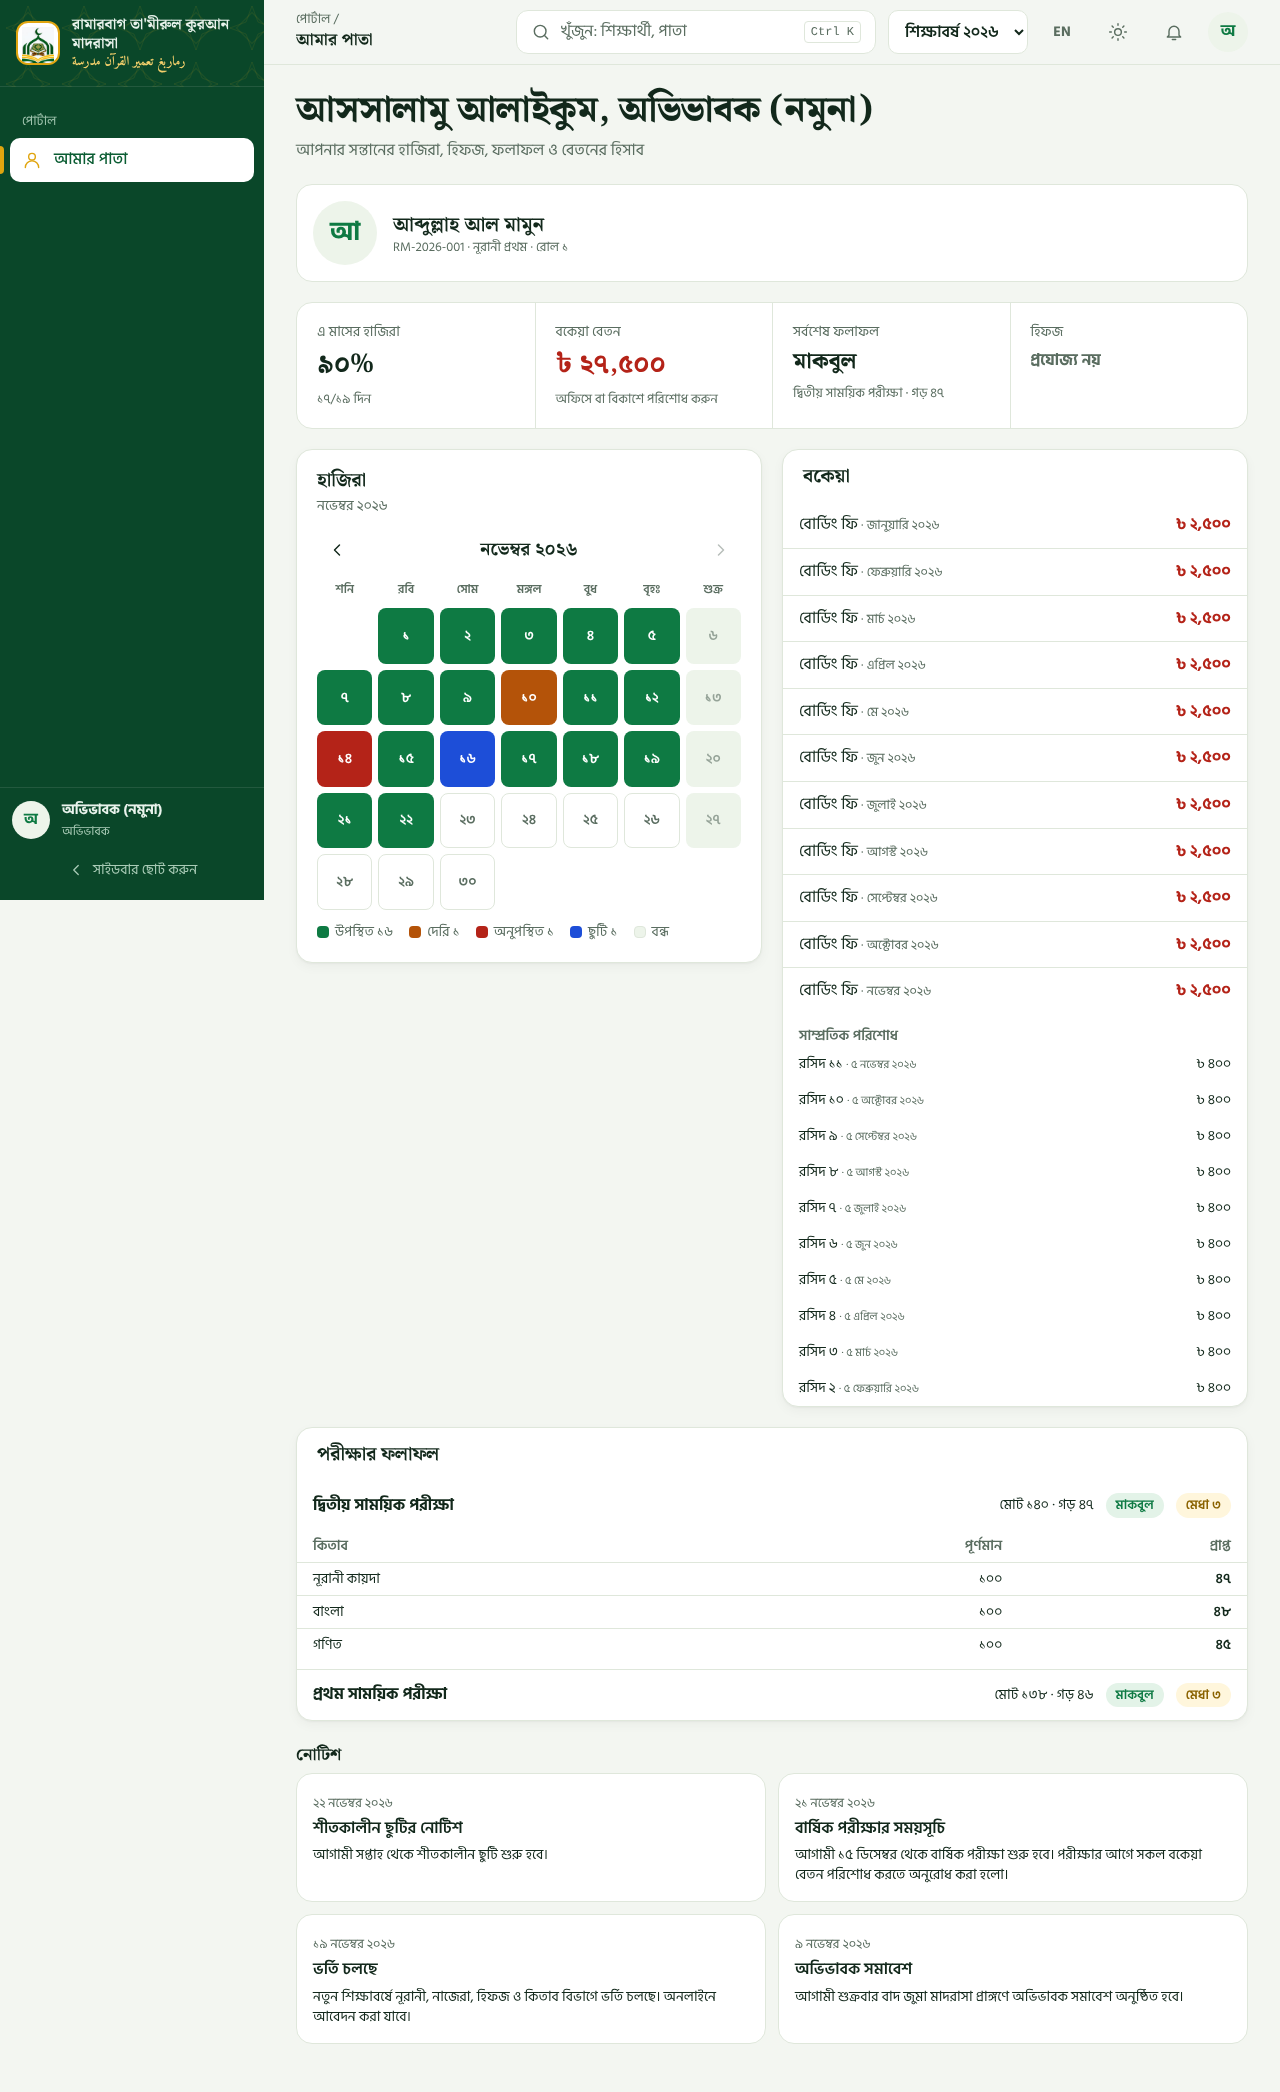 রামারবাগ তা'মীরুল কুরআন
মাদরাসা
পোর্টাল
আমার পাতা
অ
অভিভাবক (নমুনা)
অভিভাবক
সাইডবার ছোট করুন
পোর্টাল /
আমার পাতা
খুঁজুন: শিক্ষার্থী, পাতা
Ctrl K
শিক্ষাবর্ষ ২০২৬
EN
অ
আসসালামু আলাইকুম, অভিভাবক (নমুনা)
আপনার সন্তানের হাজিরা, হিফজ, ফলাফল ও বেতনের হিসাব
আ
আব্দুল্লাহ আল মামুন
RM-2026-001 · নূরানী প্রথম · রোল ১
এ মাসের হাজিরা
৯০%
১৭/১৯ দিন
বকেয়া বেতন
৳ ২৭,৫০০
অফিসে বা বিকাশে পরিশোধ করুন
সর্বশেষ ফলাফল
মাকবুল
দ্বিতীয় সাময়িক পরীক্ষা · গড় ৪৭
হিফজ
প্রযোজ্য নয়
হাজিরা
নভেম্বর ২০২৬
নভেম্বর ২০২৬
শনি রবি সোম মঙ্গল বুধ বৃহঃ শুক্র
১ ২ ৩ ৪ ৫ ৬
৭ ৮ ৯ ১০ ১১ ১২ ১৩
১৪ ১৫ ১৬ ১৭ ১৮ ১৯ ২০
২১ ২২ ২৩ ২৪ ২৫ ২৬ ২৭
২৮ ২৯ ৩০
উপস্থিত ১৬ দেরি ১ অনুপস্থিত ১ ছুটি ১ বন্ধ
বকেয়া
বোর্ডিং ফি · জানুয়ারি ২০২৬ ৳ ২,৫০০
বোর্ডিং ফি · ফেব্রুয়ারি ২০২৬ ৳ ২,৫০০
বোর্ডিং ফি · মার্চ ২০২৬ ৳ ২,৫০০
বোর্ডিং ফি · এপ্রিল ২০২৬ ৳ ২,৫০০
বোর্ডিং ফি · মে ২০২৬ ৳ ২,৫০০
বোর্ডিং ফি · জুন ২০২৬ ৳ ২,৫০০
বোর্ডিং ফি · জুলাই ২০২৬ ৳ ২,৫০০
বোর্ডিং ফি · আগস্ট ২০২৬ ৳ ২,৫০০
বোর্ডিং ফি · সেপ্টেম্বর ২০২৬ ৳ ২,৫০০
বোর্ডিং ফি · অক্টোবর ২০২৬ ৳ ২,৫০০
বোর্ডিং ফি · নভেম্বর ২০২৬ ৳ ২,৫০০
সাম্প্রতিক পরিশোধ
রসিদ ১১ · ৫ নভেম্বর ২০২৬ ৳ ৪০০
রসিদ ১০ · ৫ অক্টোবর ২০২৬ ৳ ৪০০
রসিদ ৯ · ৫ সেপ্টেম্বর ২০২৬ ৳ ৪০০
রসিদ ৮ · ৫ আগস্ট ২০২৬ ৳ ৪০০
রসিদ ৭ · ৫ জুলাই ২০২৬ ৳ ৪০০
রসিদ ৬ · ৫ জুন ২০২৬ ৳ ৪০০
রসিদ ৫ · ৫ মে ২০২৬ ৳ ৪০০
রসিদ ৪ · ৫ এপ্রিল ২০২৬ ৳ ৪০০
রসিদ ৩ · ৫ মার্চ ২০২৬ ৳ ৪০০
রসিদ ২ · ৫ ফেব্রুয়ারি ২০২৬ ৳ ৪০০
পরীক্ষার ফলাফল
দ্বিতীয় সাময়িক পরীক্ষা মোট ১৪০ · গড় ৪৭ মাকবুল মেধা ৩
কিতাব পূর্ণমান প্রাপ্ত
নূরানী কায়দা ১০০ ৪৭
বাংলা ১০০ ৪৮
গণিত ১০০ ৪৫
প্রথম সাময়িক পরীক্ষা মোট ১৩৮ · গড় ৪৬ মাকবুল মেধা ৩
নোটিশ
২২ নভেম্বর ২০২৬
শীতকালীন ছুটির নোটিশ
আগামী সপ্তাহ থেকে শীতকালীন ছুটি শুরু হবে।
২১ নভেম্বর ২০২৬
বার্ষিক পরীক্ষার সময়সূচি
আগামী ১৫ ডিসেম্বর থেকে বার্ষিক পরীক্ষা শুরু হবে। পরীক্ষার আগে সকল বকেয়া
বেতন পরিশোধ করতে অনুরোধ করা হলো।
১৯ নভেম্বর ২০২৬
ভর্তি চলছে
নতুন শিক্ষাবর্ষে নূরানী, নাজেরা, হিফজ ও কিতাব বিভাগে ভর্তি চলছে। অনলাইনে
আবেদন করা যাবে।
৯ নভেম্বর ২০২৬
অভিভাবক সমাবেশ
আগামী শুক্রবার বাদ জুমা মাদরাসা প্রাঙ্গণে অভিভাবক সমাবেশ অনুষ্ঠিত হবে।